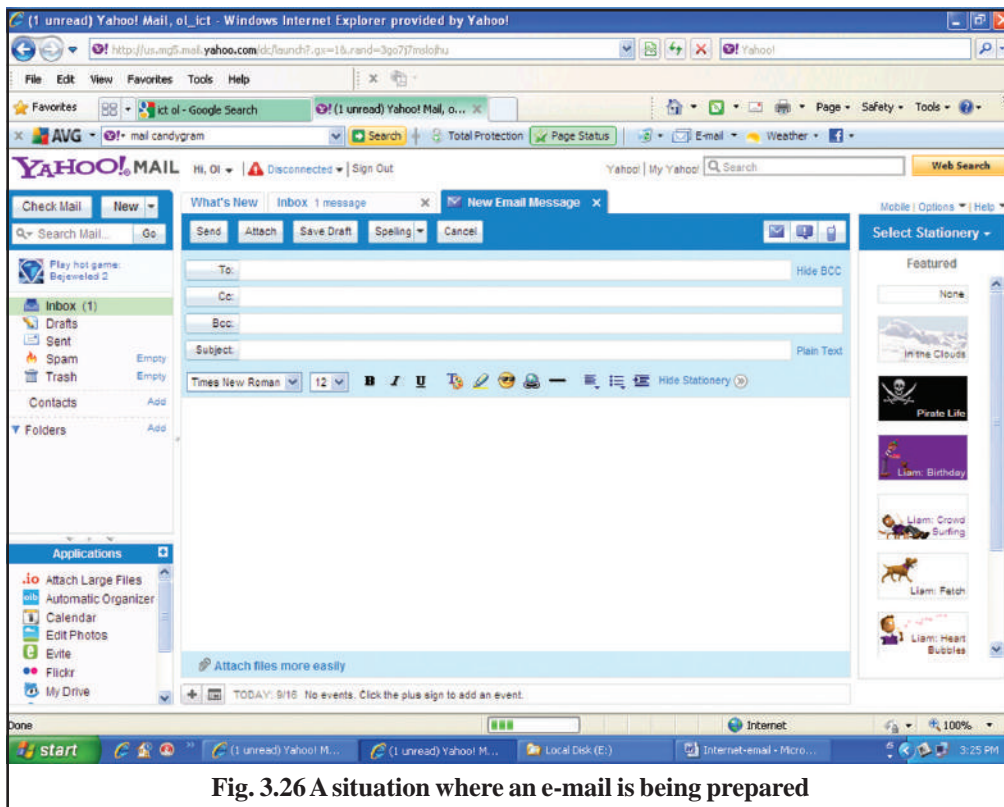 (1 unread) Yahoo! Mail, ol_ict - Windows Internet Explorer provided by Yahoo!
Yahoo!
File Edit View Favorites Tools Help
Favorites ict ol - Google Search (1 unread) Yahoo! Mail, o... Page Safety Tools
AVG mail candygram Search Total Protection Page Status E-mail Weather
YAHOO! MAIL Hi, Ol Disconnected Sign Out Yahoo! My Yahoo! Search Web Search
Check Mail New What's New Inbox 1 message New Email Message Mobile | Options | Help
Search Mail... Go Send Attach Save Draft Spelling Cancel Select Stationery
Play hot game:
Bejeweled 2
Inbox (1)
Drafts
Sent
Spam Empty
Trash Empty
Contacts Add
Folders Add
To: Hide BCC
Cc:
Bcc:
Subject: Plain Text
Times New Roman 12 B I U Hide Stationery
Featured
None
In the Clouds
Pirate Life
Liam: Birthday
Liam: Crowd
Surfing
Liam: Fetch
Liam: Heart
Bubbles
Applications
.io Attach Large Files
oib Automatic Organizer
Calendar
Edit Photos
Evite
Flickr
My Drive
Attach files more easily
TODAY: 9/16 No events. Click the plus sign to add an event.
Done Internet 100%
start (1 unread) Yahoo! M... (1 unread) Yahoo! M... Local Disk (E:) Internet-email - Micro... 3:25 PM
Fig. 3.26 A situation where an e-mail is being prepared